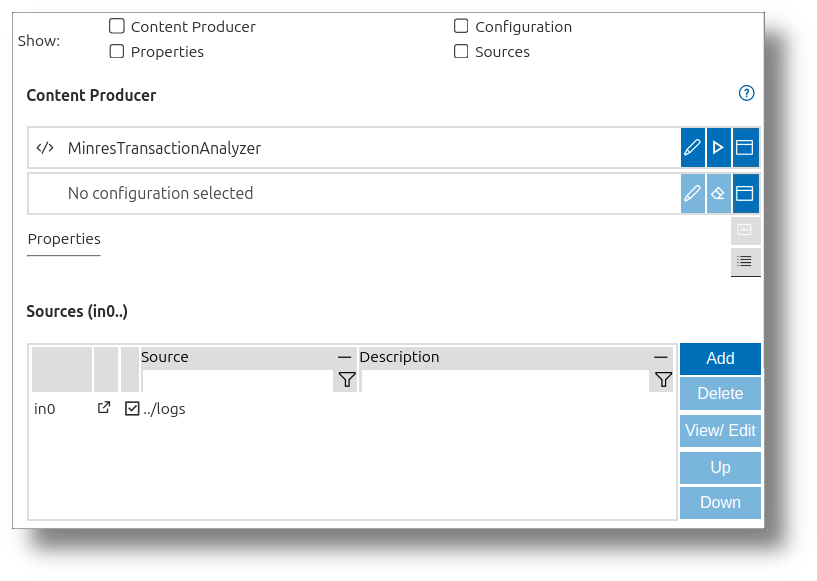 Show:
Content Producer
Configuration
Properties
Sources
Content Producer
?
</> MinresTransactionAnalyzer
No configuration selected
Properties
Sources (in0..)
Source
Description
Add
in0 ../logs
Delete
View/ Edit
Up
Down